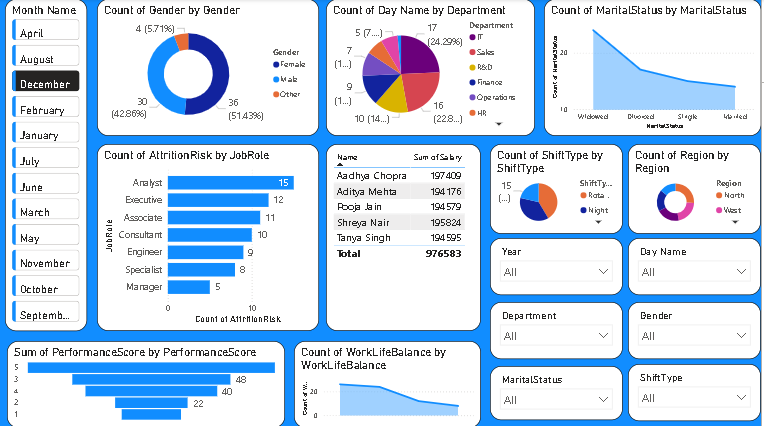 Month Name
April
August
December
February
January
July
June
March
May
November
October
Septemb...
Count of Gender by Gender
4 (5.71%)
30
(42.86%)
36
(51.43%)
Gender
Female
Male
Other
Count of Day Name by Department
5 (7....)
7
(1...)
9
(1...)
10 (14...)
17
(24.29%)
16
(22.8...)
Department
IT
Sales
R&D
Finance
Operations
HR
Count of MaritalStatus by MaritalStatus
Count of MaritalStatus
20
10
Widowed
Divorced
Single
Married
MaritalStatus
Count of AttritionRisk by JobRole
JobRole
Analyst 15
Executive 12
Associate 11
Consultant 10
Engineer 9
Specialist 8
Manager 5
0 10
Count of AttritionRisk
Name Sum of Salary
Aadhya Chopra 197409
Aditya Mehta 194176
Pooja Jain 194579
Shreya Nair 195824
Tanya Singh 194595
Total 976583
Count of ShiftType by
ShiftType
15
(...)
ShiftTy...
Rota...
Night
Count of Region by
Region
Region
North
West
Year
All
Day Name
All
Department
All
Gender
All
MaritalStatus
All
ShiftType
All
Sum of PerformanceScore by PerformanceScore
5
3 48
4 40
2 22
1
Count of WorkLifeBalance by
WorkLifeBalance
Count of W...
20
0